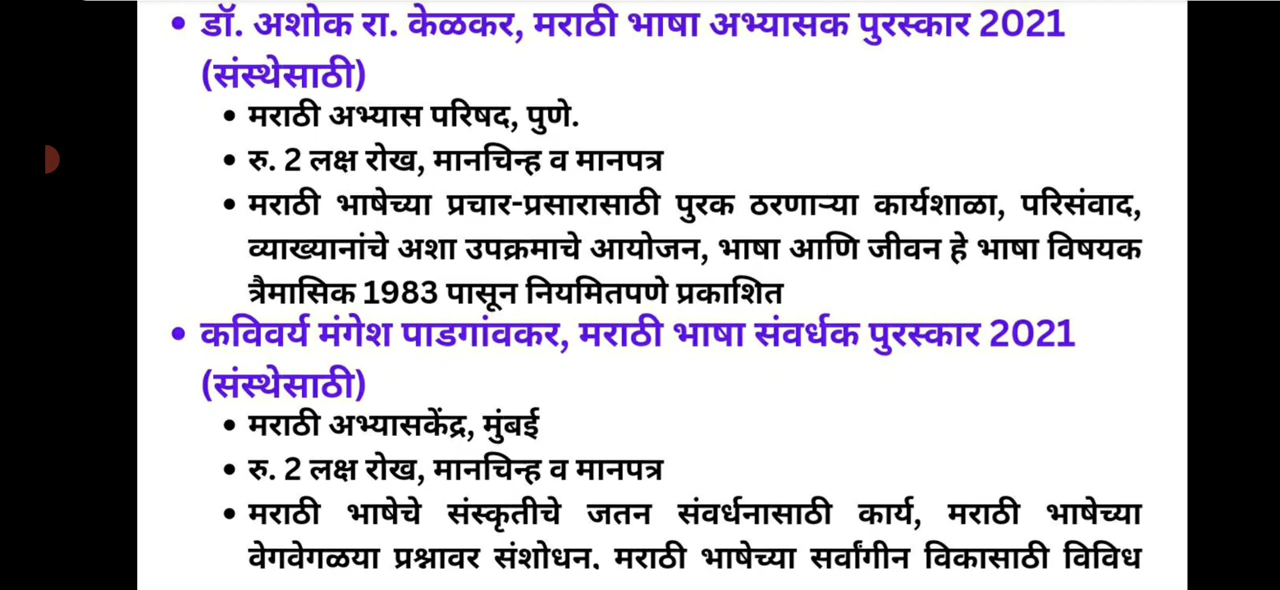 • डॉ. अशोक रा. केळकर, मराठी भाषा अभ्यासक पुरस्कार 2021
(संस्थेसाठी)
• मराठी अभ्यास परिषद, पुणे.
• रु. 2 लक्ष रोख, मानचिन्ह व मानपत्र
• मराठी भाषेच्या प्रचार-प्रसारासाठी पुरक ठरणाऱ्या कार्यशाळा, परिसंवाद,
व्याख्यानांचे अशा उपक्रमाचे आयोजन, भाषा आणि जीवन हे भाषा विषयक
त्रैमासिक 1983 पासून नियमितपणे प्रकाशित
• कविवर्य मंगेश पाडगांवकर, मराठी भाषा संवर्धक पुरस्कार 2021
(संस्थेसाठी)
• मराठी अभ्यासकेंद्र, मुंबई
• रु. 2 लक्ष रोख, मानचिन्ह व मानपत्र
• मराठी भाषेचे संस्कृतीचे जतन संवर्धनासाठी कार्य, मराठी भाषेच्या
वेगवेगळया प्रश्नावर संशोधन, मराठी भाषेच्या सर्वांगीन विकासाठी विविध